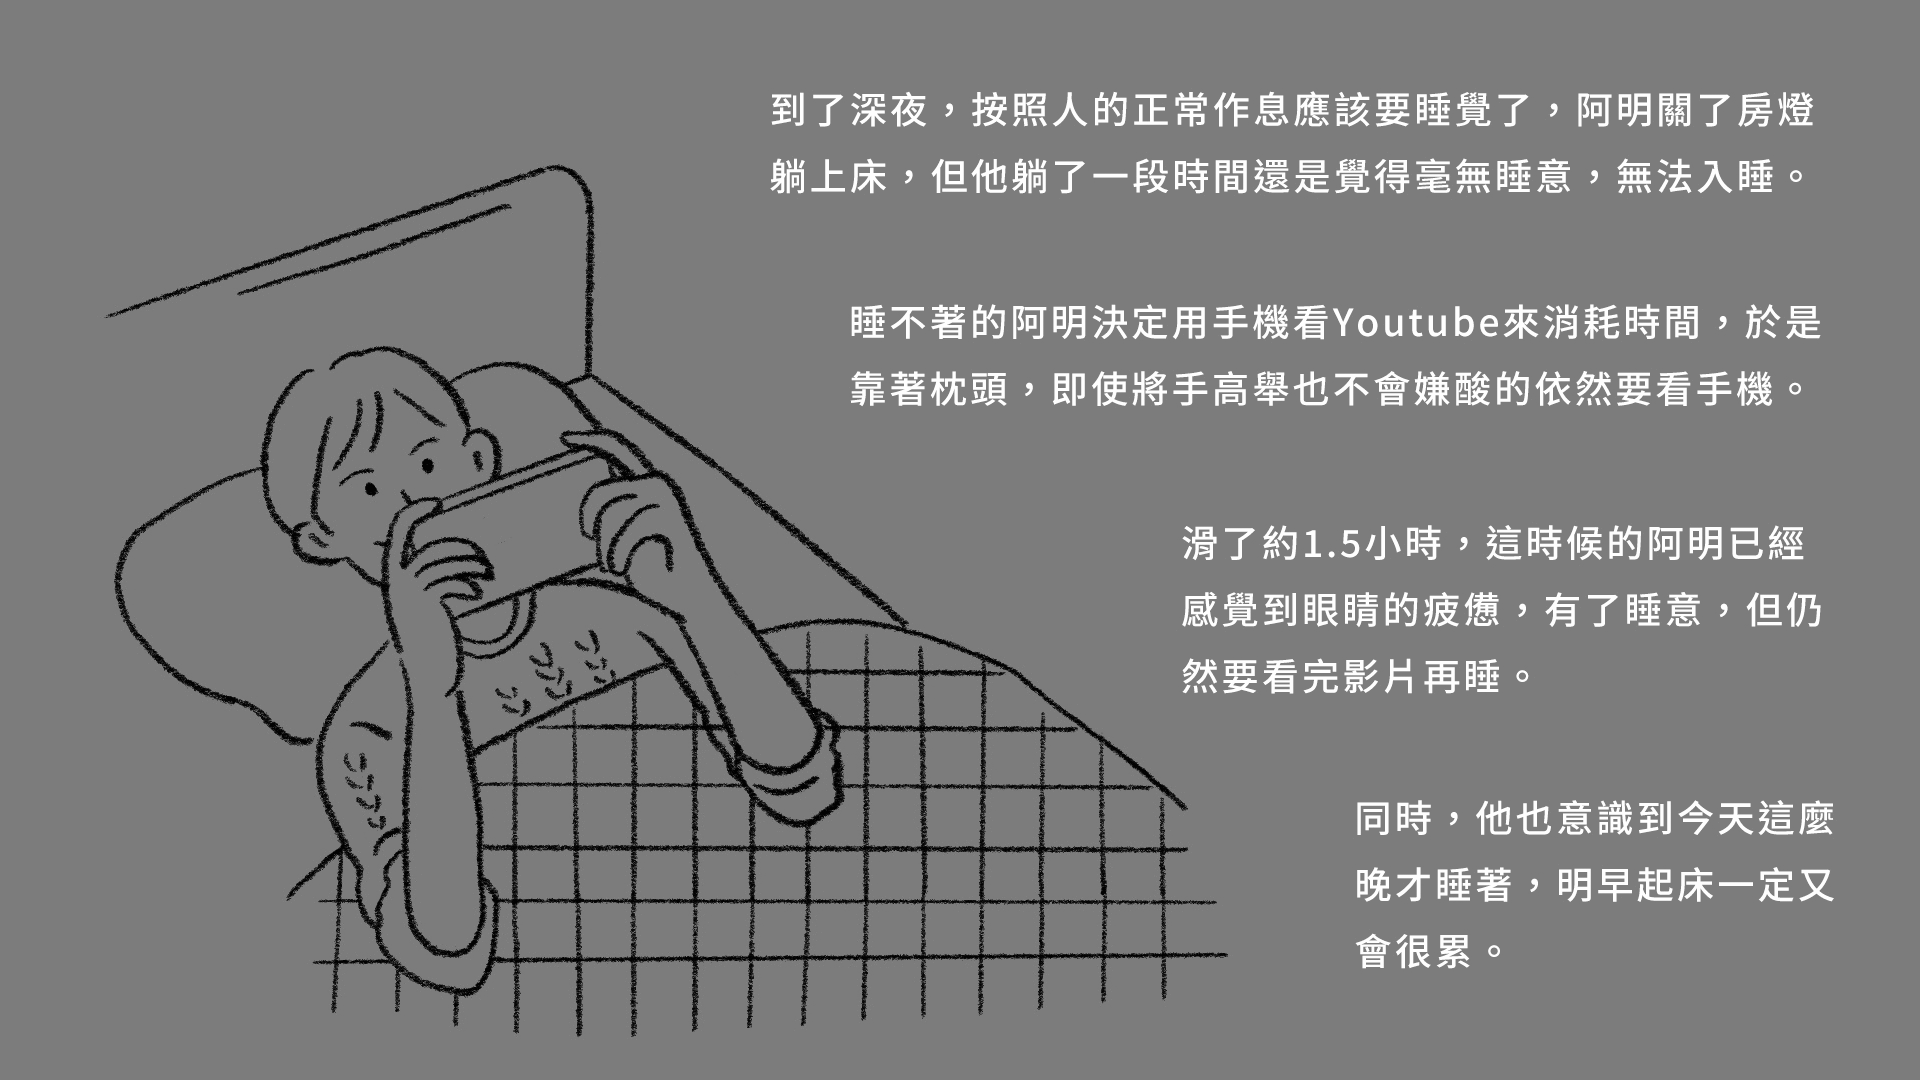 到了深夜，按照人的正常作息應該要睡覺了，阿明關了房燈
躺上床，但他躺了一段時間還是覺得毫無睡意，無法入睡。
睡不著的阿明決定用手機看Youtube來消耗時間，於是
靠著枕頭，即使將手高舉也不會嫌酸的依然要看手機。
滑了約1.5小時，這時候的阿明已經
感覺到眼睛的疲憊，有了睡意，但仍
然要看完影片再睡。
同時，他也意識到今天這麼
晚才睡著，明早起床一定又
會很累。